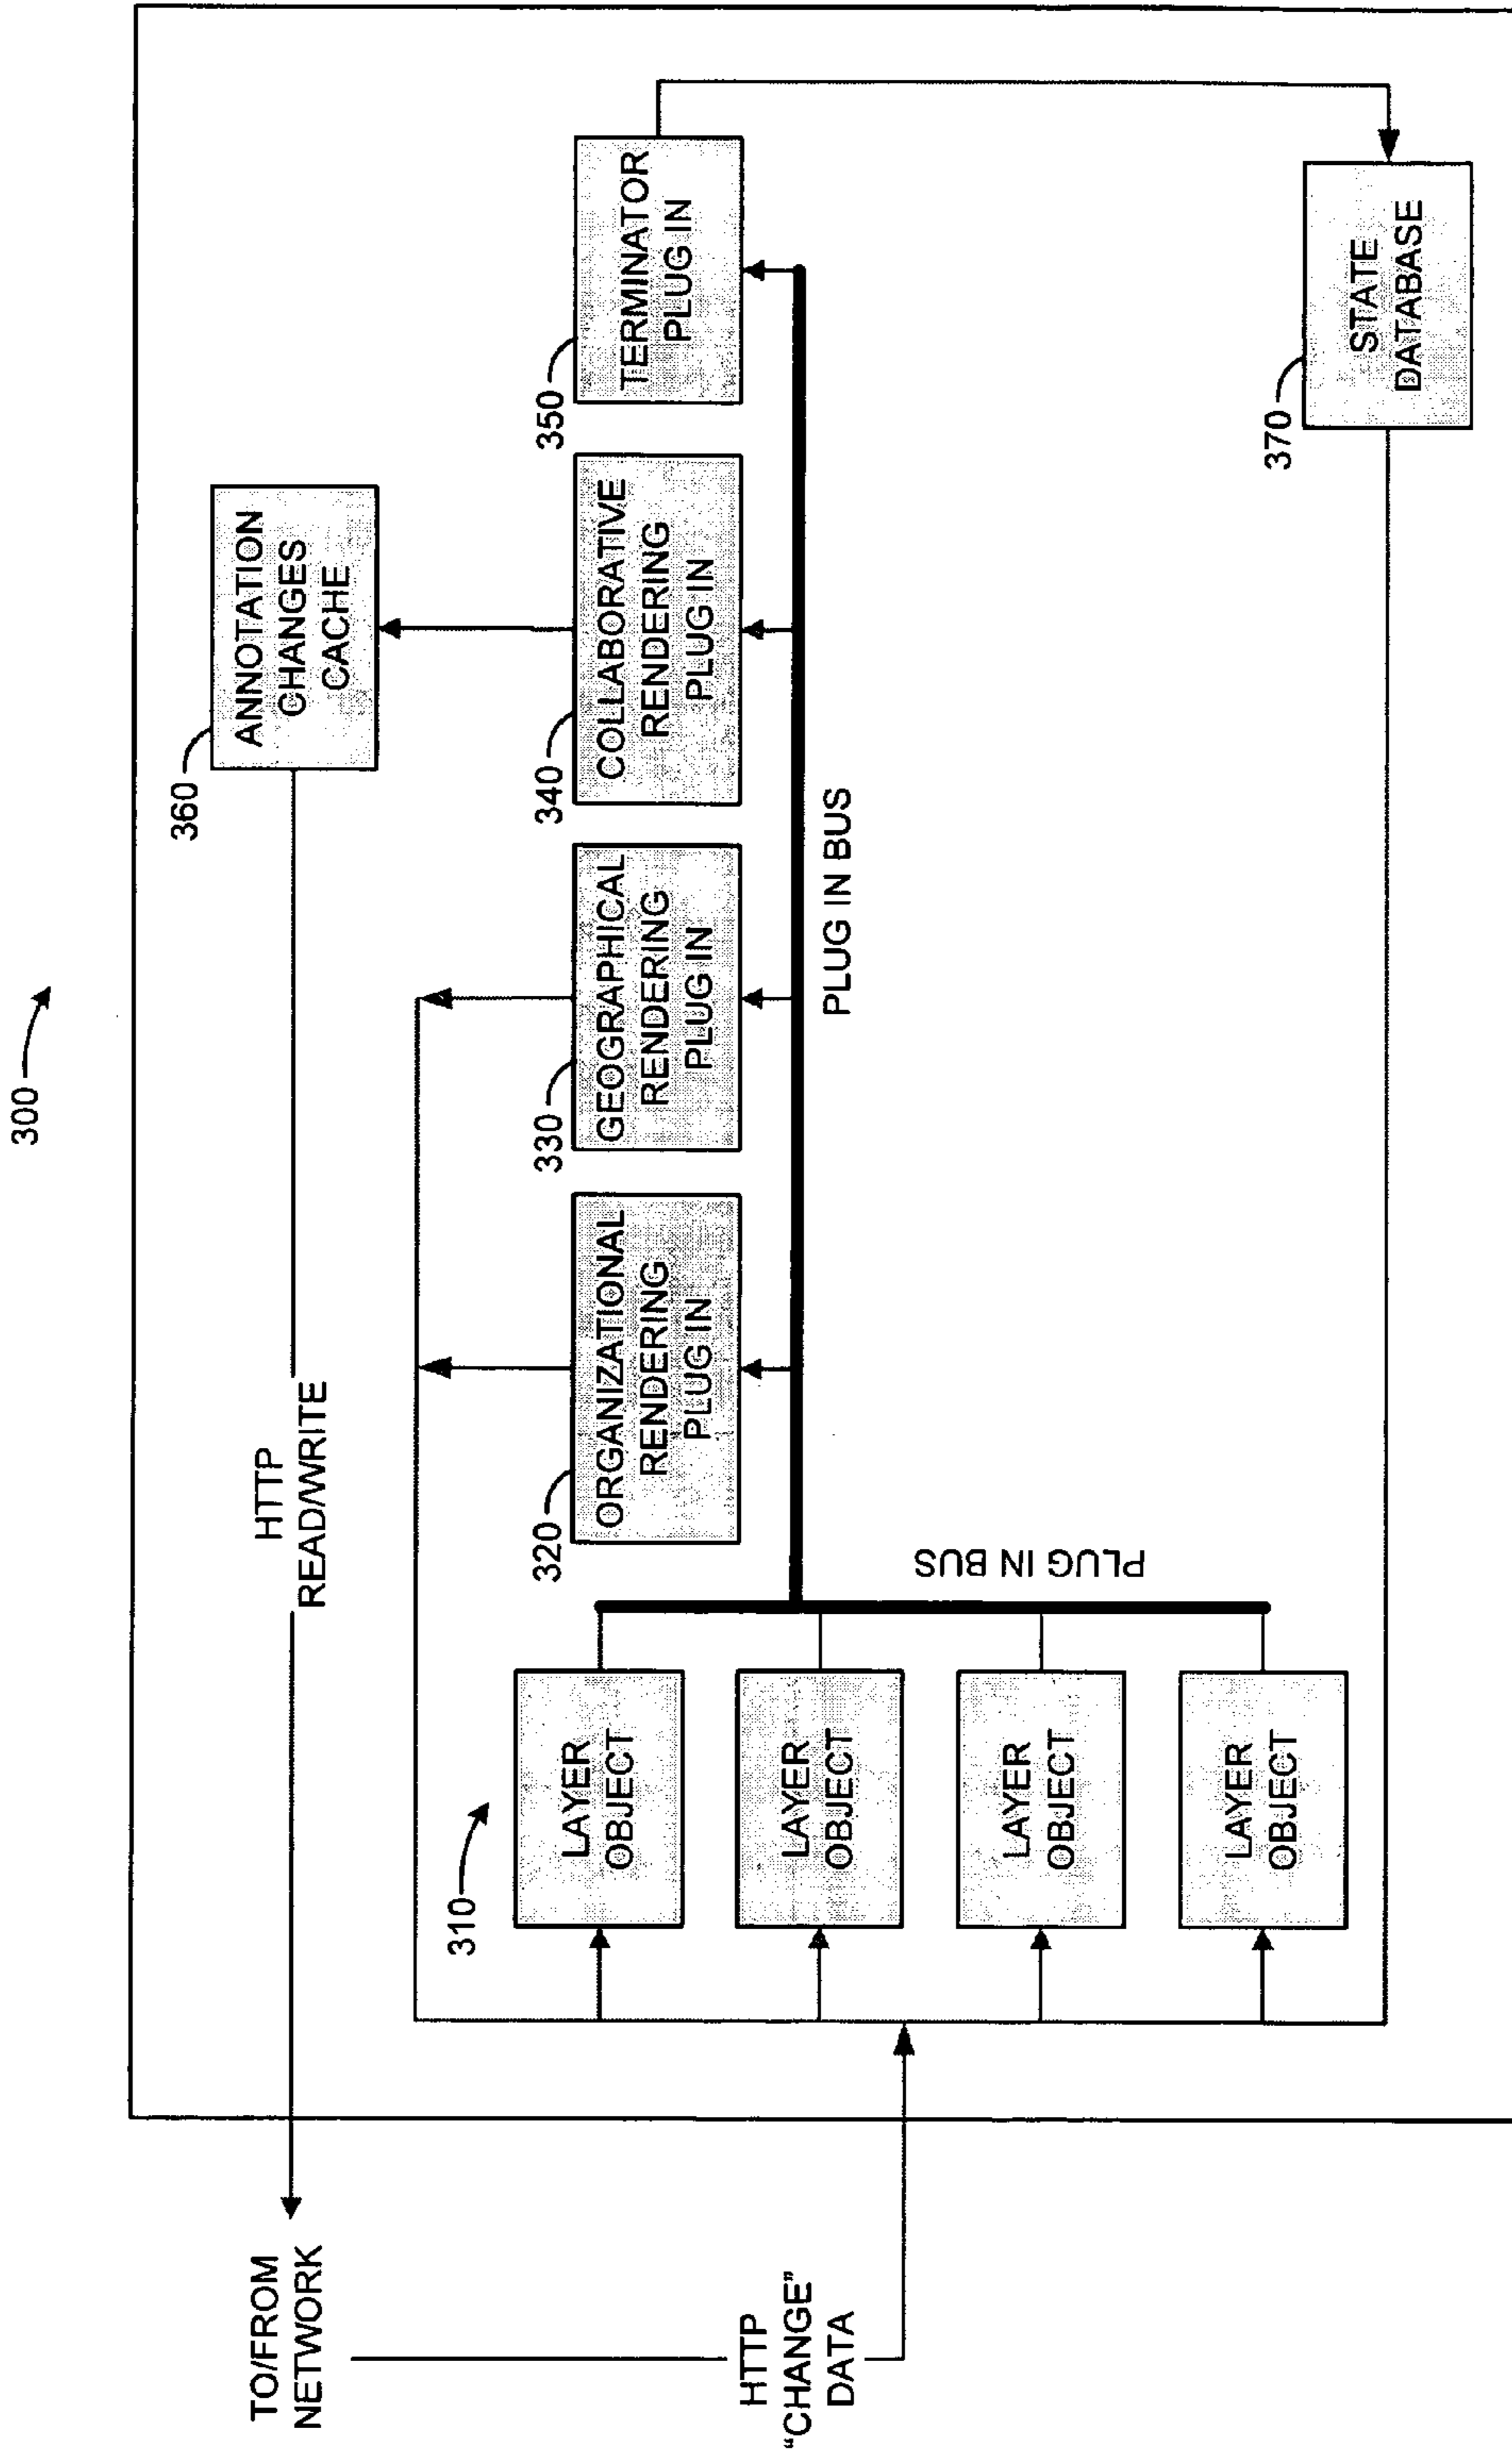 300
TO/FROM
NETWORK
HTTP
READ/WRITE
360
ANNOTATION
CHANGES
CACHE
HTTP
"CHANGE"
DATA
310
LAYER
OBJECT
LAYER
OBJECT
LAYER
OBJECT
LAYER
OBJECT
PLUG IN BUS
320
ORGANIZATIONAL
RENDERING
PLUG IN
330
GEOGRAPHICAL
RENDERING
PLUG IN
340
COLLABORATIVE
RENDERING
PLUG IN
350
TERMINATOR
PLUG IN
PLUG IN BUS
370
STATE
DATABASE